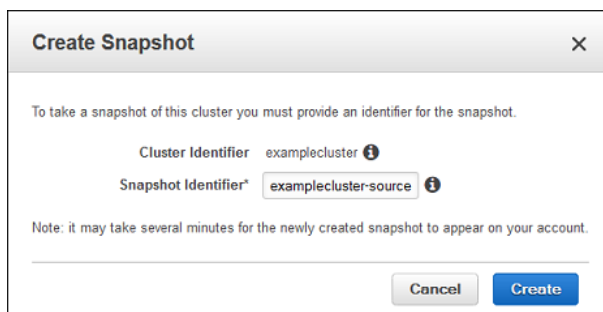 Create Snapshot
To take a snapshot of this cluster you must provide an identifier for the snapshot.
Cluster Identifier examplecluster
Snapshot Identifier* examplecluster-source
Note: it may take several minutes for the newly created snapshot to appear on your account.
Cancel Create